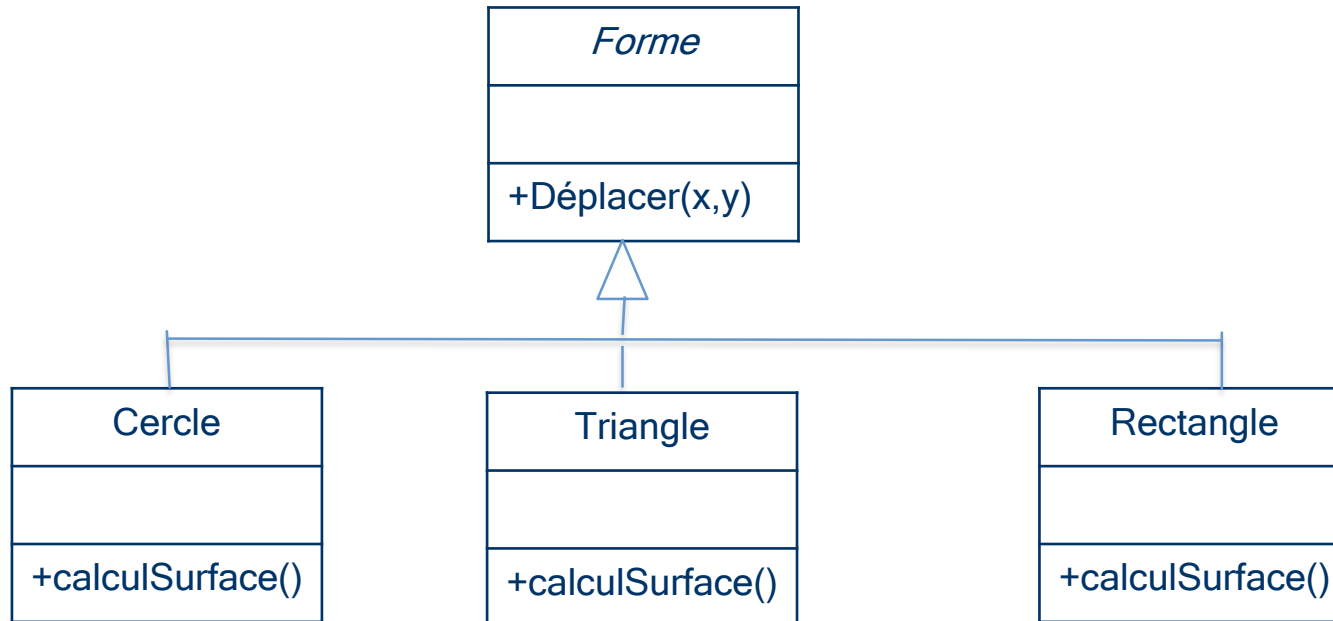 Forme
+Déplacer(x,y)
Cercle
Triangle
Rectangle
+calculSurface()
+calculSurface()
+calculSurface()